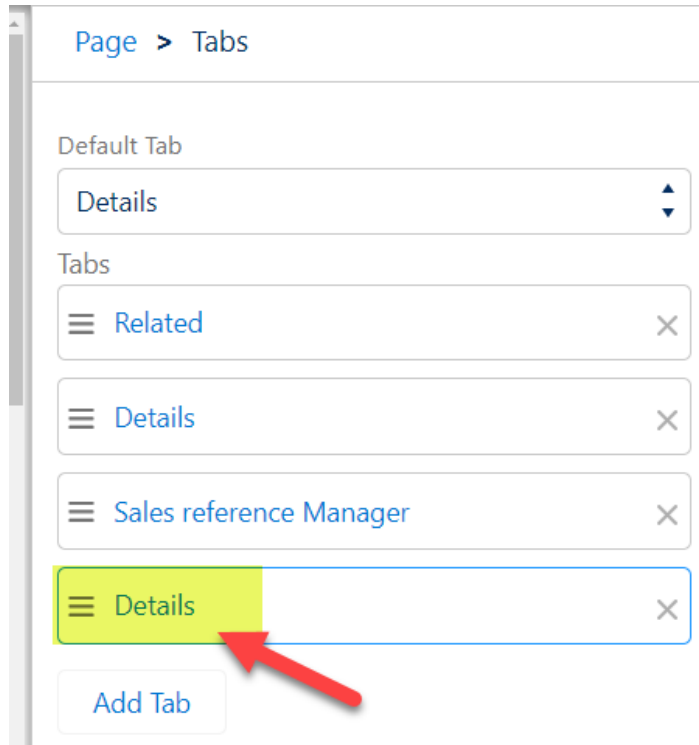 Page > Tabs
Default Tab
Details
Tabs
Related
Details
Sales reference Manager
Details
Add Tab